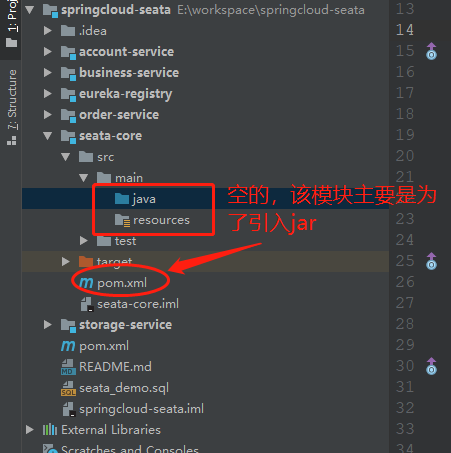 1: Project
7: Structure
springcloud-seata E:\workspace\springcloud-seata
.idea
account-service
business-service
eureka-registry
order-service
seata-core
src
main
java
resources
test
target
pom.xml
seata-core.iml
storage-service
pom.xml
README.md
seata_demo.sql
springcloud-seata.iml
External Libraries
Scratches and Consoles
空的，该模块主要是为
了引入jar
13
14
15
16
17
18
19
20
21
22
23
24
25
26
27
28
29
30
31
32
33
34